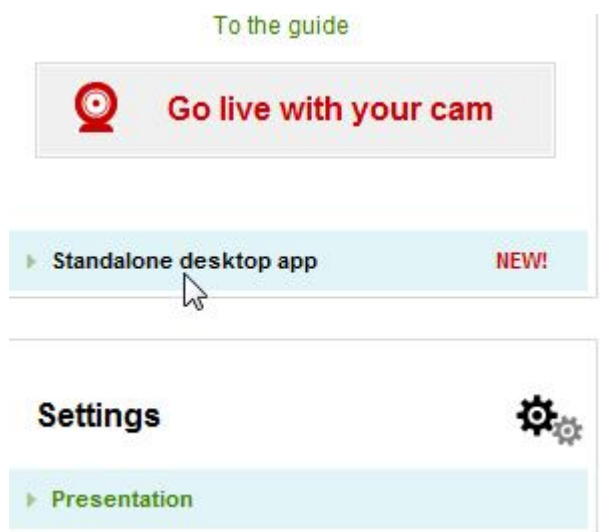 To the guide
Go live with your cam
Standalone desktop app NEW!
Settings
Presentation